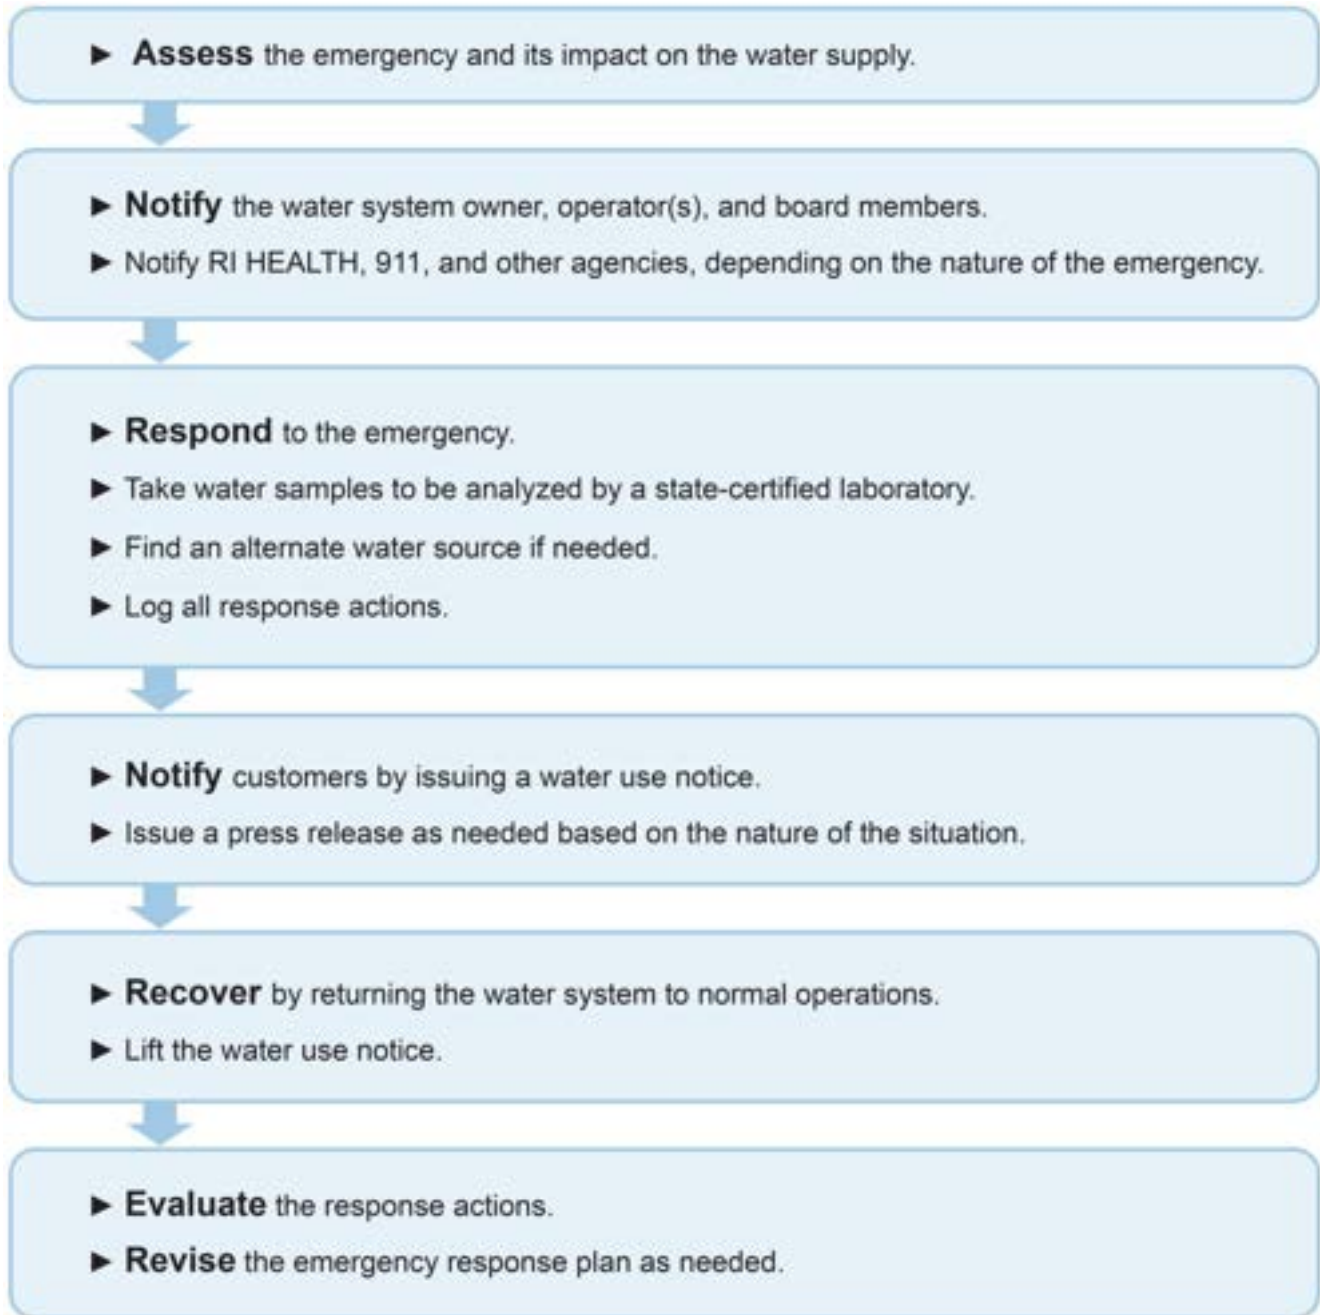 ► Assess the emergency and its impact on the water supply.
► Notify the water system owner, operator(s), and board members.
► Notify RI HEALTH, 911, and other agencies, depending on the nature of the emergency.
► Respond to the emergency.
► Take water samples to be analyzed by a state-certified laboratory.
► Find an alternate water source if needed.
► Log all response actions.
► Notify customers by issuing a water use notice.
► Issue a press release as needed based on the nature of the situation.
► Recover by returning the water system to normal operations.
► Lift the water use notice.
► Evaluate the response actions.
► Revise the emergency response plan as needed.